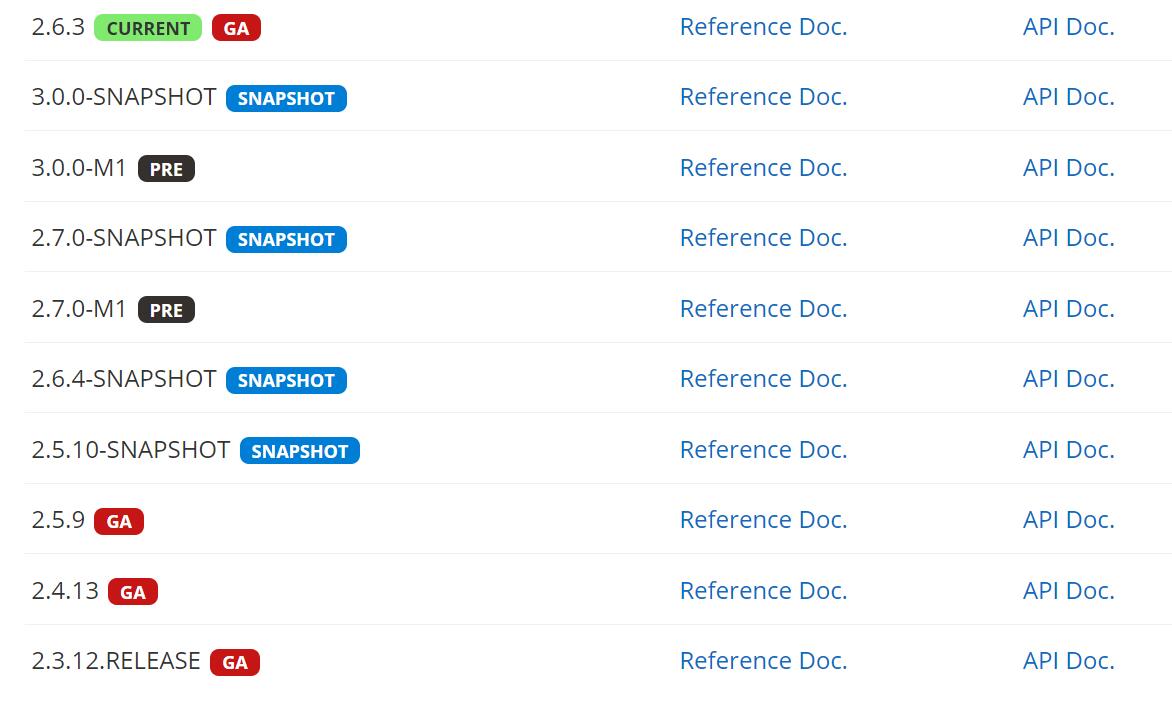 2.6.3 CURRENT GA Reference Doc. API Doc.
3.0.0-SNAPSHOT SNAPSHOT Reference Doc. API Doc.
3.0.0-M1 PRE Reference Doc. API Doc.
2.7.0-SNAPSHOT SNAPSHOT Reference Doc. API Doc.
2.7.0-M1 PRE Reference Doc. API Doc.
2.6.4-SNAPSHOT SNAPSHOT Reference Doc. API Doc.
2.5.10-SNAPSHOT SNAPSHOT Reference Doc. API Doc.
2.5.9 GA Reference Doc. API Doc.
2.4.13 GA Reference Doc. API Doc.
2.3.12.RELEASE GA Reference Doc. API Doc.